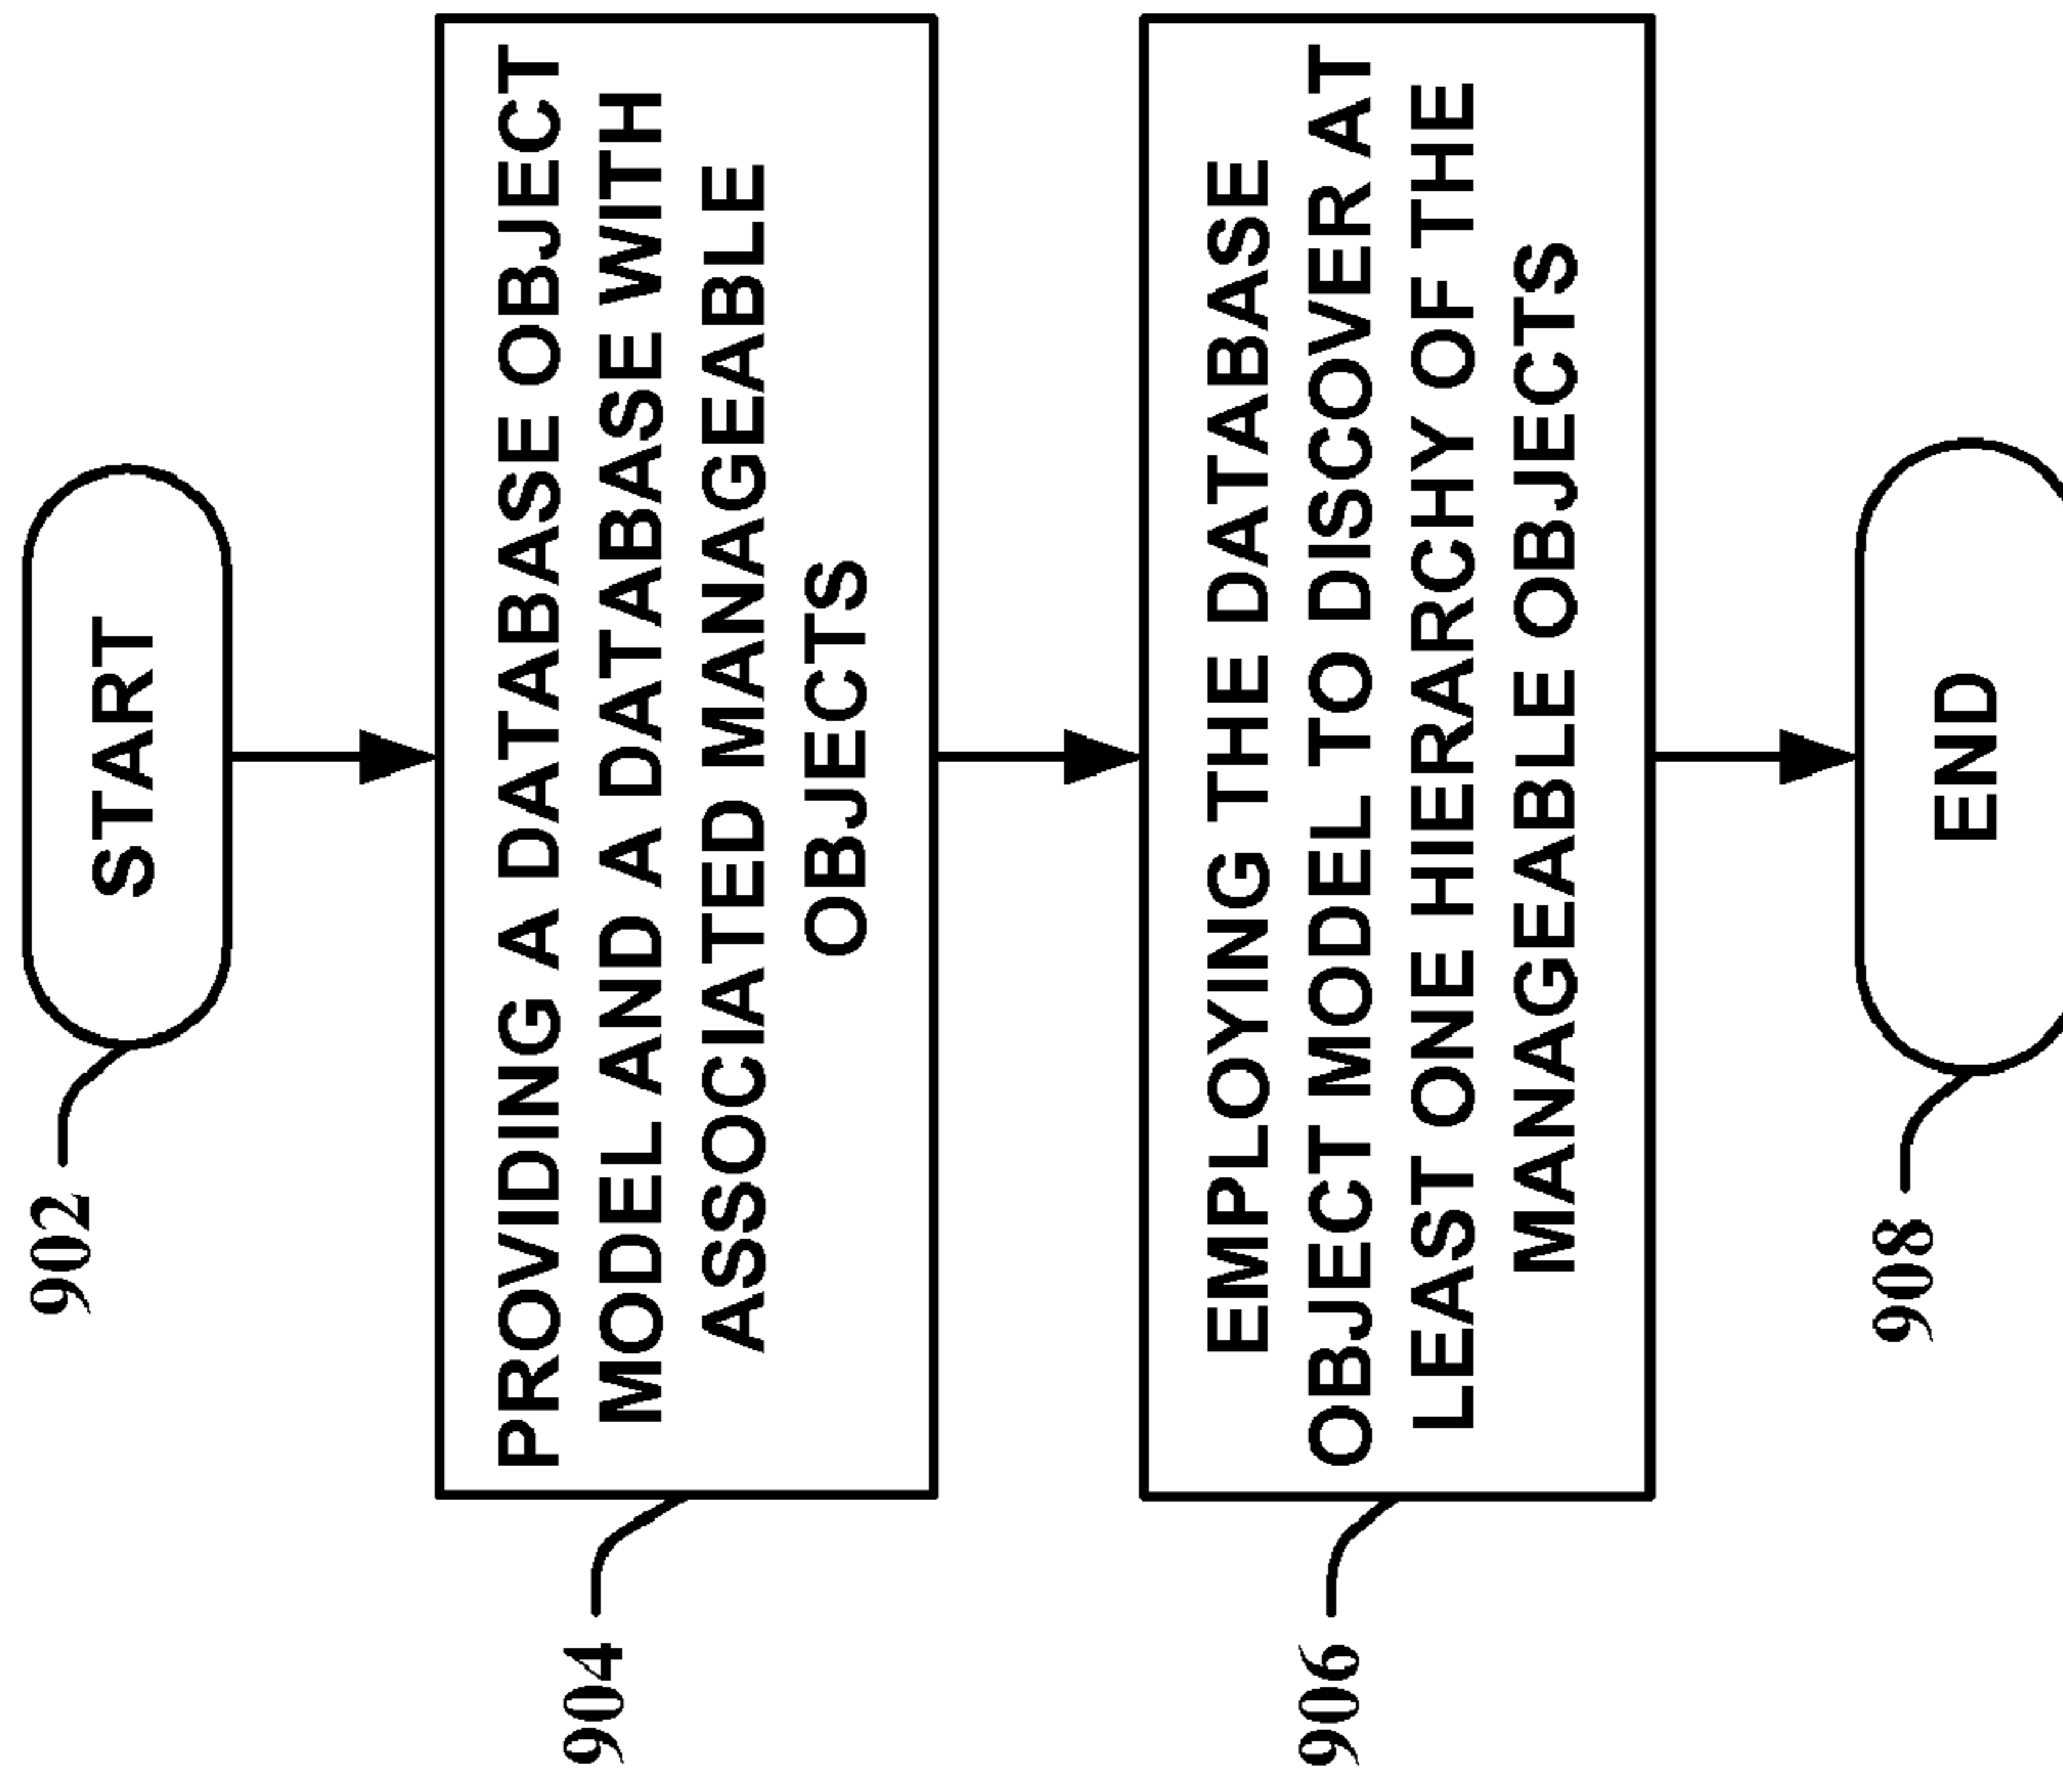 902
START
904
PROVIDING A DATABASE OBJECT
MODEL AND A DATABASE WITH
ASSOCIATED MANAGEABLE
OBJECTS
906
EMPLOYING THE DATABASE
OBJECT MODEL TO DISCOVER AT
LEAST ONE HIERARCHY OF THE
MANAGEABLE OBJECTS
908
END